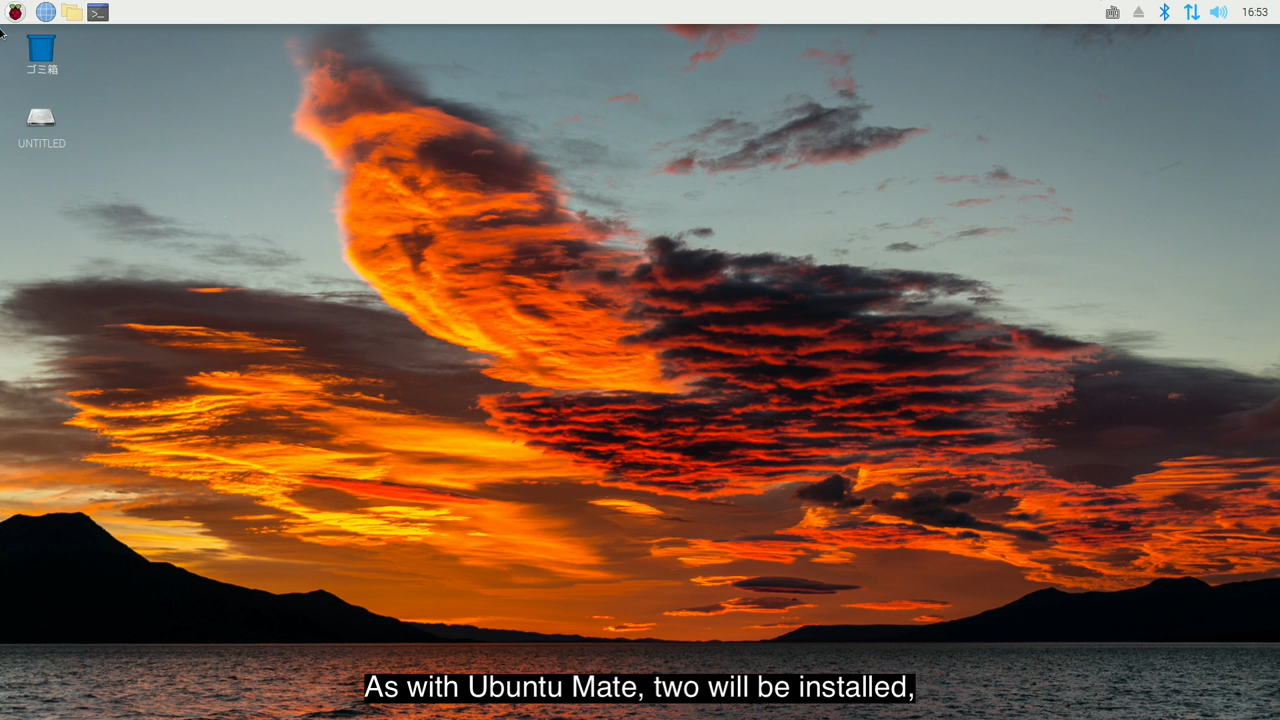 16:53
ゴミ箱
UNTITLED
As with Ubuntu Mate, two will be installed,